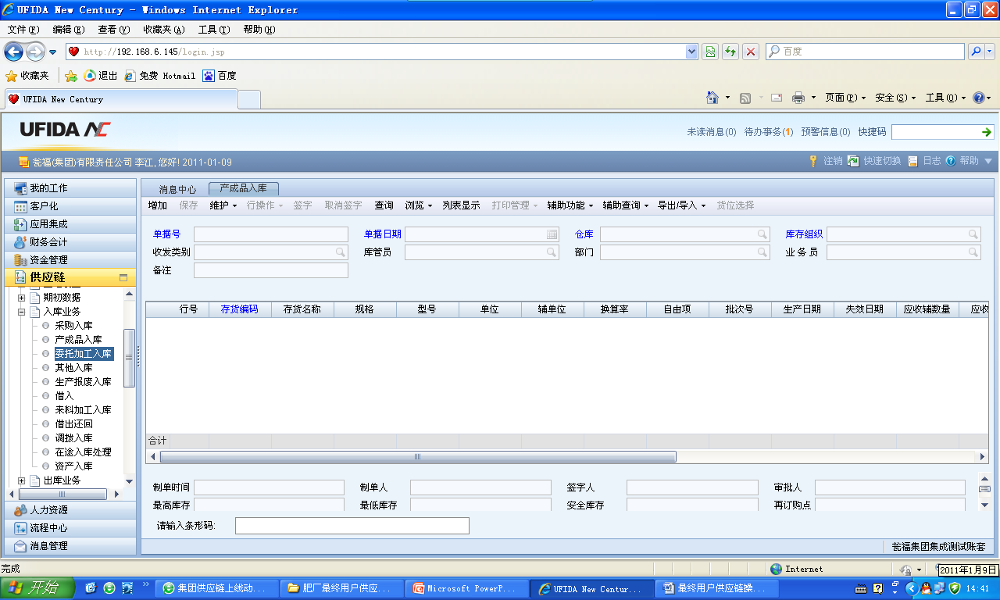 UFIDA New Century - Windows Internet Explorer
文件(F) 编辑(E) 查看(V) 收藏夹(A) 工具(T) 帮助(H)
http://192.168.6.145/login.jsp 百度
收藏夹 退出 免费 Hotmail 百度
UFIDA New Century 页面(P) 安全(S) 工具(O)
UFIDA NC 未读消息(0) 待办事务(1) 预警信息(0) 快捷码
瓮福(集团)有限责任公司 李江, 您好! 2011-01-09 注销 快速切换 日志 帮助
我的工作
客户化
应用集成
财务会计
资金管理
供应链
期初数据
入库业务
采购入库
产成品入库
委托加工入库
其他入库
生产报废入库
借入
来料加工入库
借出还回
调拨入库
在途入库处理
资产入库
出库业务
人力资源
流程中心
消息管理
消息中心 产成品入库
增加 保存 维护 行操作 签字 取消签字 查询 浏览 列表显示 打印管理 辅助功能 辅助查询 导出/导入 货位选择
单据号 单据日期 仓库 库存组织
收发类别 库管员 部门 业务员
备注
行号 存货编码 存货名称 规格 型号 单位 辅单位 换算率 自由项 批次号 生产日期 失效日期 应收辅数量 应收
合计
制单时间 制单人 签字人 审批人
最高库存 最低库存 安全库存 再订购点
请输入条形码:
瓮福集团集成测试账套
完成 Internet 2011年1月9日
开始 集团供应链上线动... 肥厂最终用户供应... Microsoft PowerP... UFIDA New Centur... 最终用户供应链操... 14:41